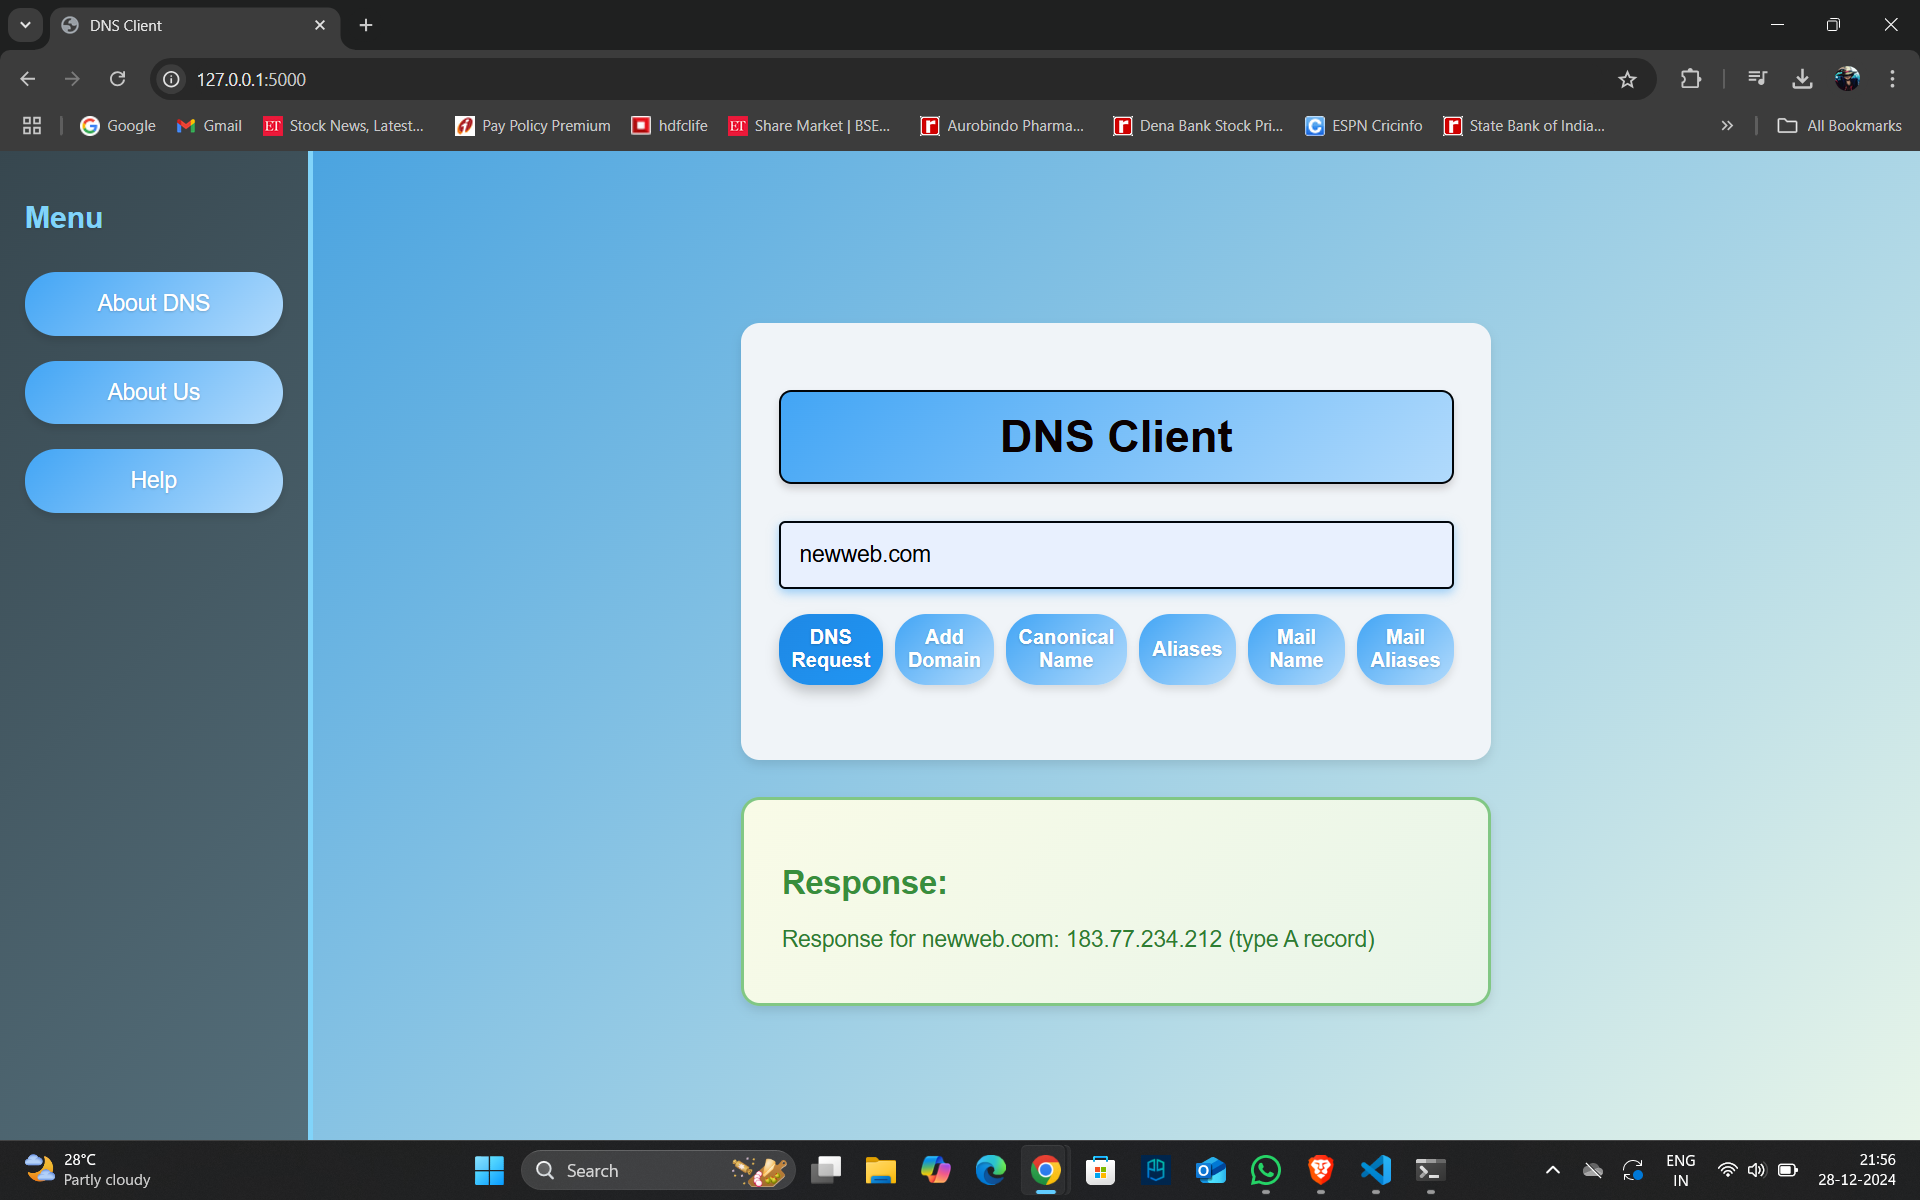 DNS Client
127.0.0.1:5000
Google
Gmail
ET Stock News, Latest...
Pay Policy Premium
hdfclife
ET Share Market | BSE...
r Aurobindo Pharma...
r Dena Bank Stock Pri...
C ESPN Cricinfo
r State Bank of India...
All Bookmarks
Menu
About DNS
About Us
Help
DNS Client
newweb.com
DNS
Request
Add
Domain
Canonical
Name
Aliases
Mail
Name
Mail
Aliases
Response:
Response for newweb.com: 183.77.234.212 (type A record)
28°C
Partly cloudy
Search
ENG
IN
21:56
28-12-2024